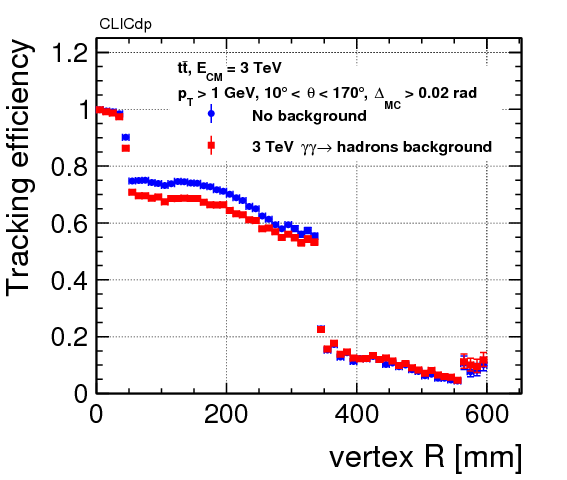 CLICdp
1.2
1
0.8
0.6
0.4
0.2
0
Tracking efficiency
tt̄, E_CM = 3 TeV
p_T > 1 GeV, 10° < θ < 170°, Δ_MC > 0.02 rad
No background
3 TeV γγ→ hadrons background
0 200 400 600
vertex R [mm]